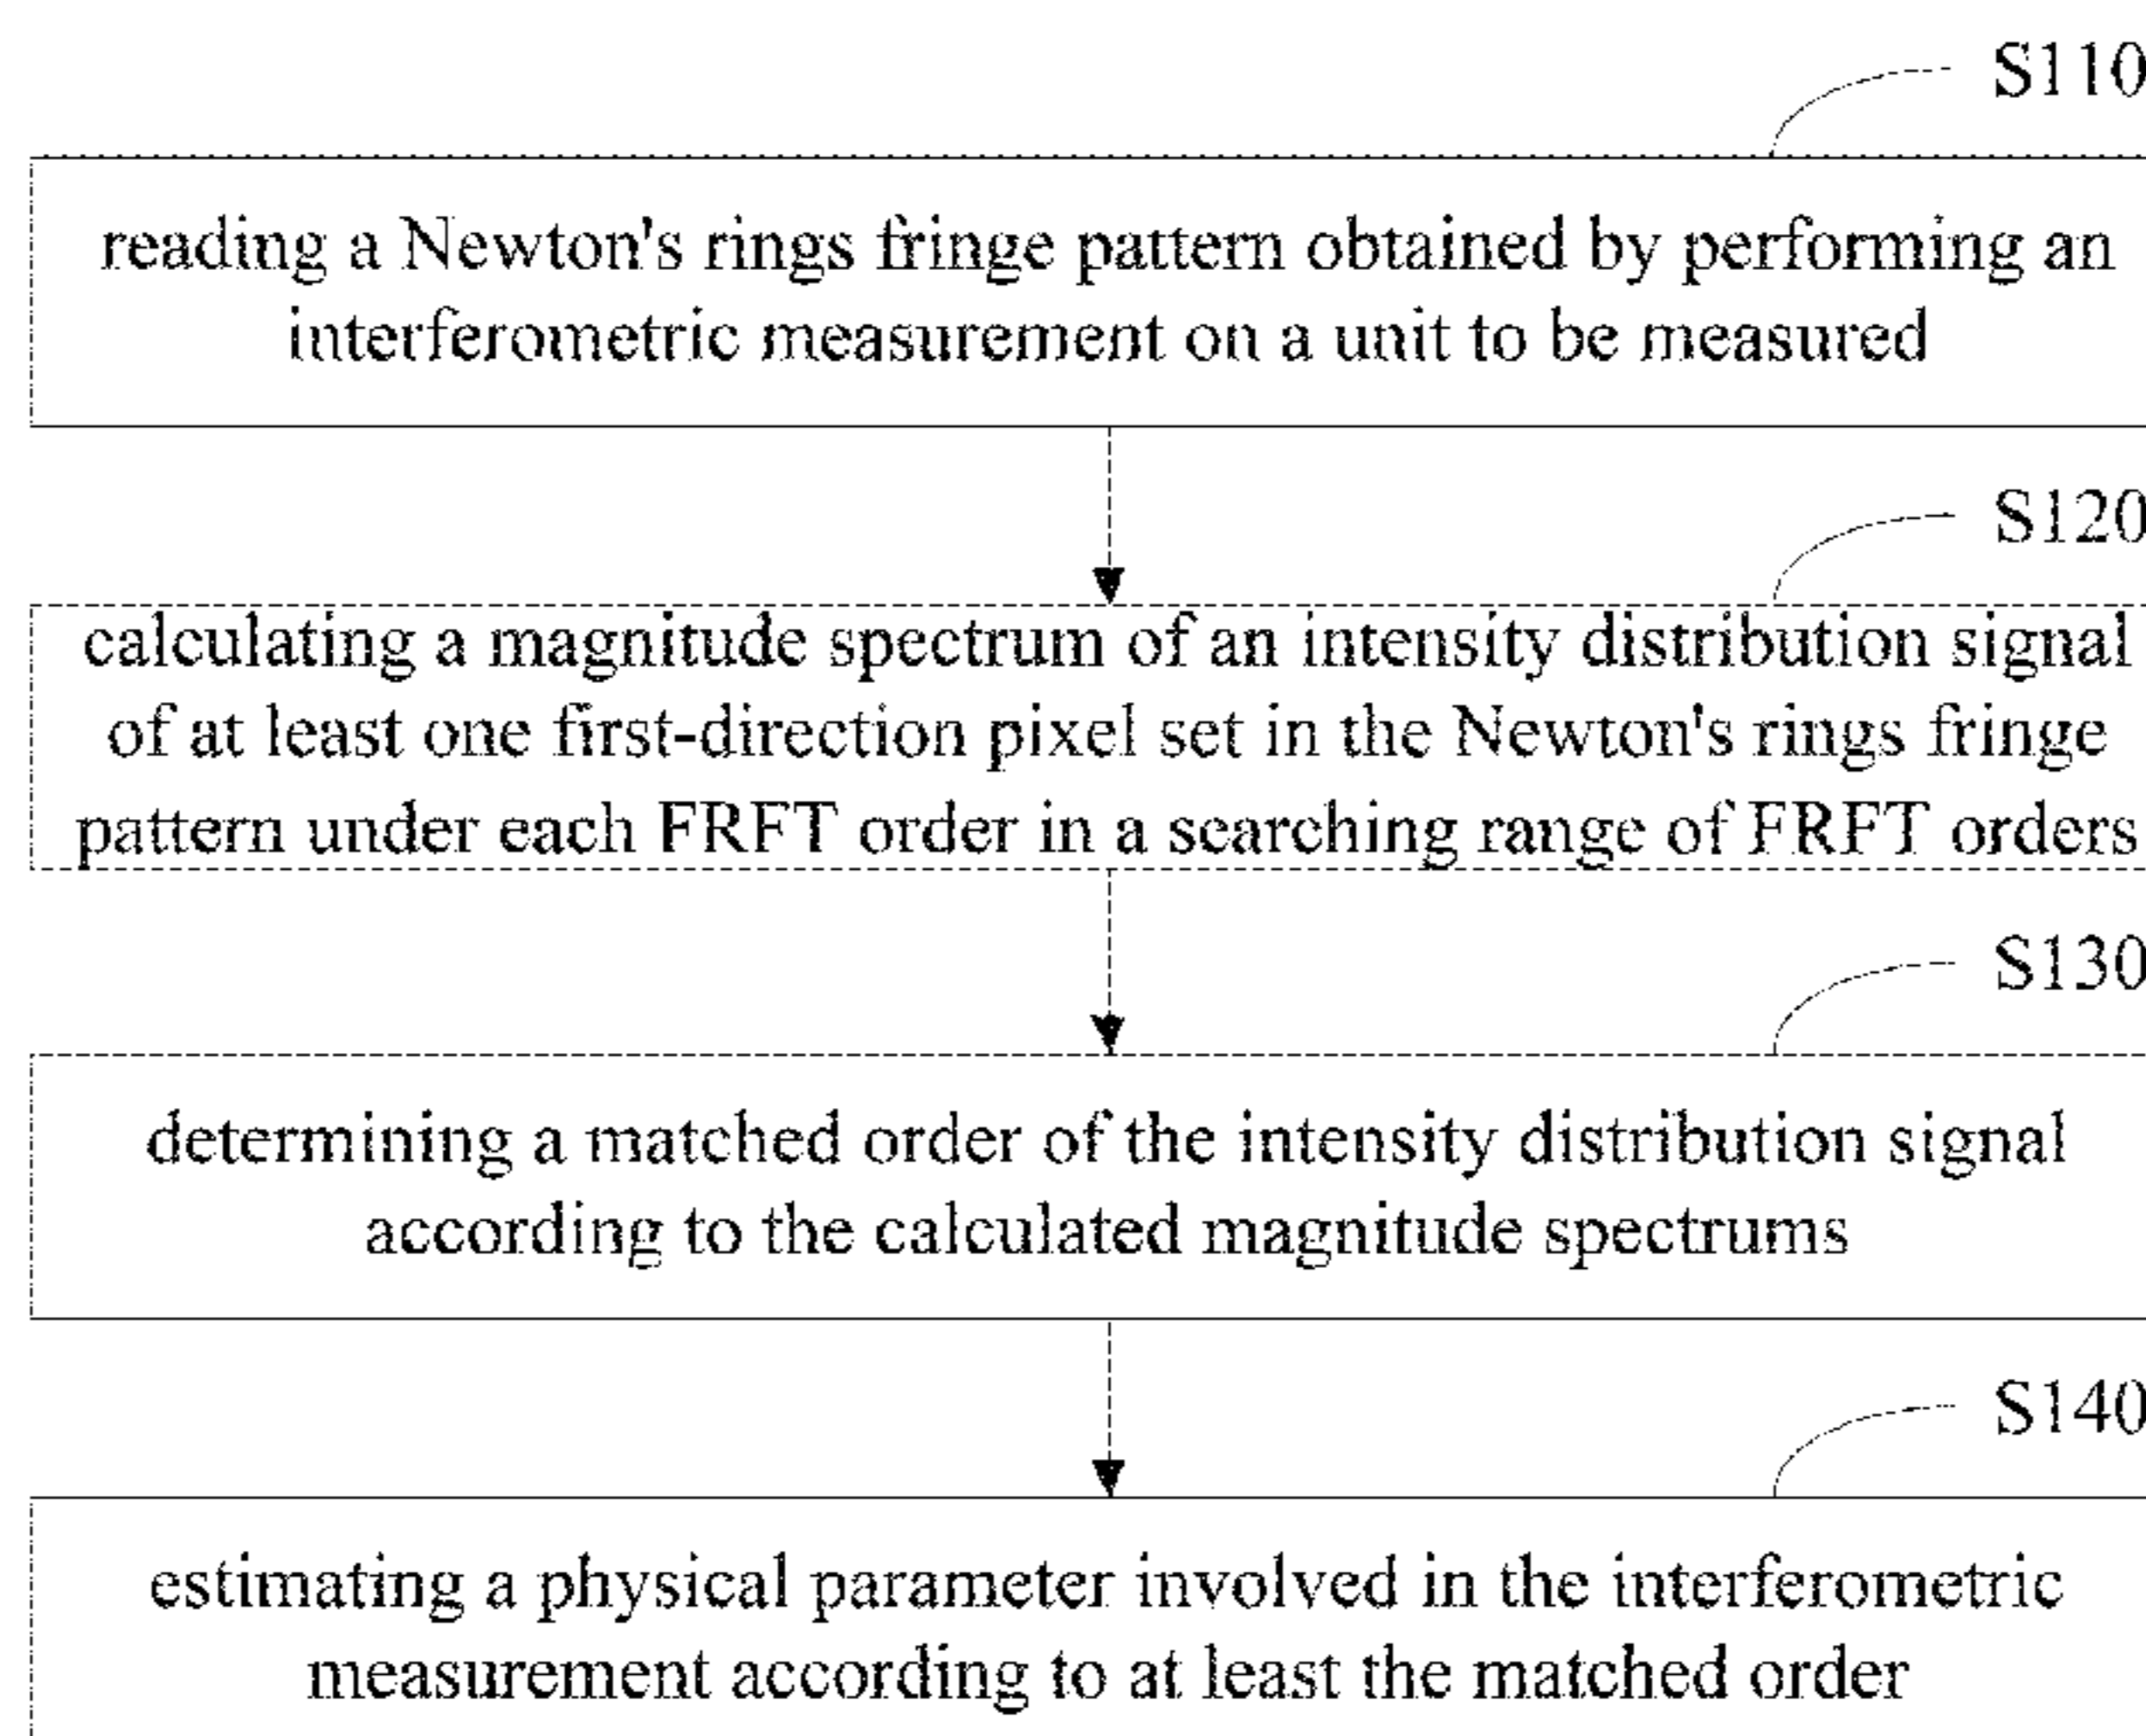 S110
reading a Newton's rings fringe pattern obtained by performing an
interferometric measurement on a unit to be measured
S120
calculating a magnitude spectrum of an intensity distribution signal
of at least one first-direction pixel set in the Newton's rings fringe
pattern under each FRFT order in a searching range of FRFT orders
S130
determining a matched order of the intensity distribution signal
according to the calculated magnitude spectrums
S140
estimating a physical parameter involved in the interferometric
measurement according to at least the matched order